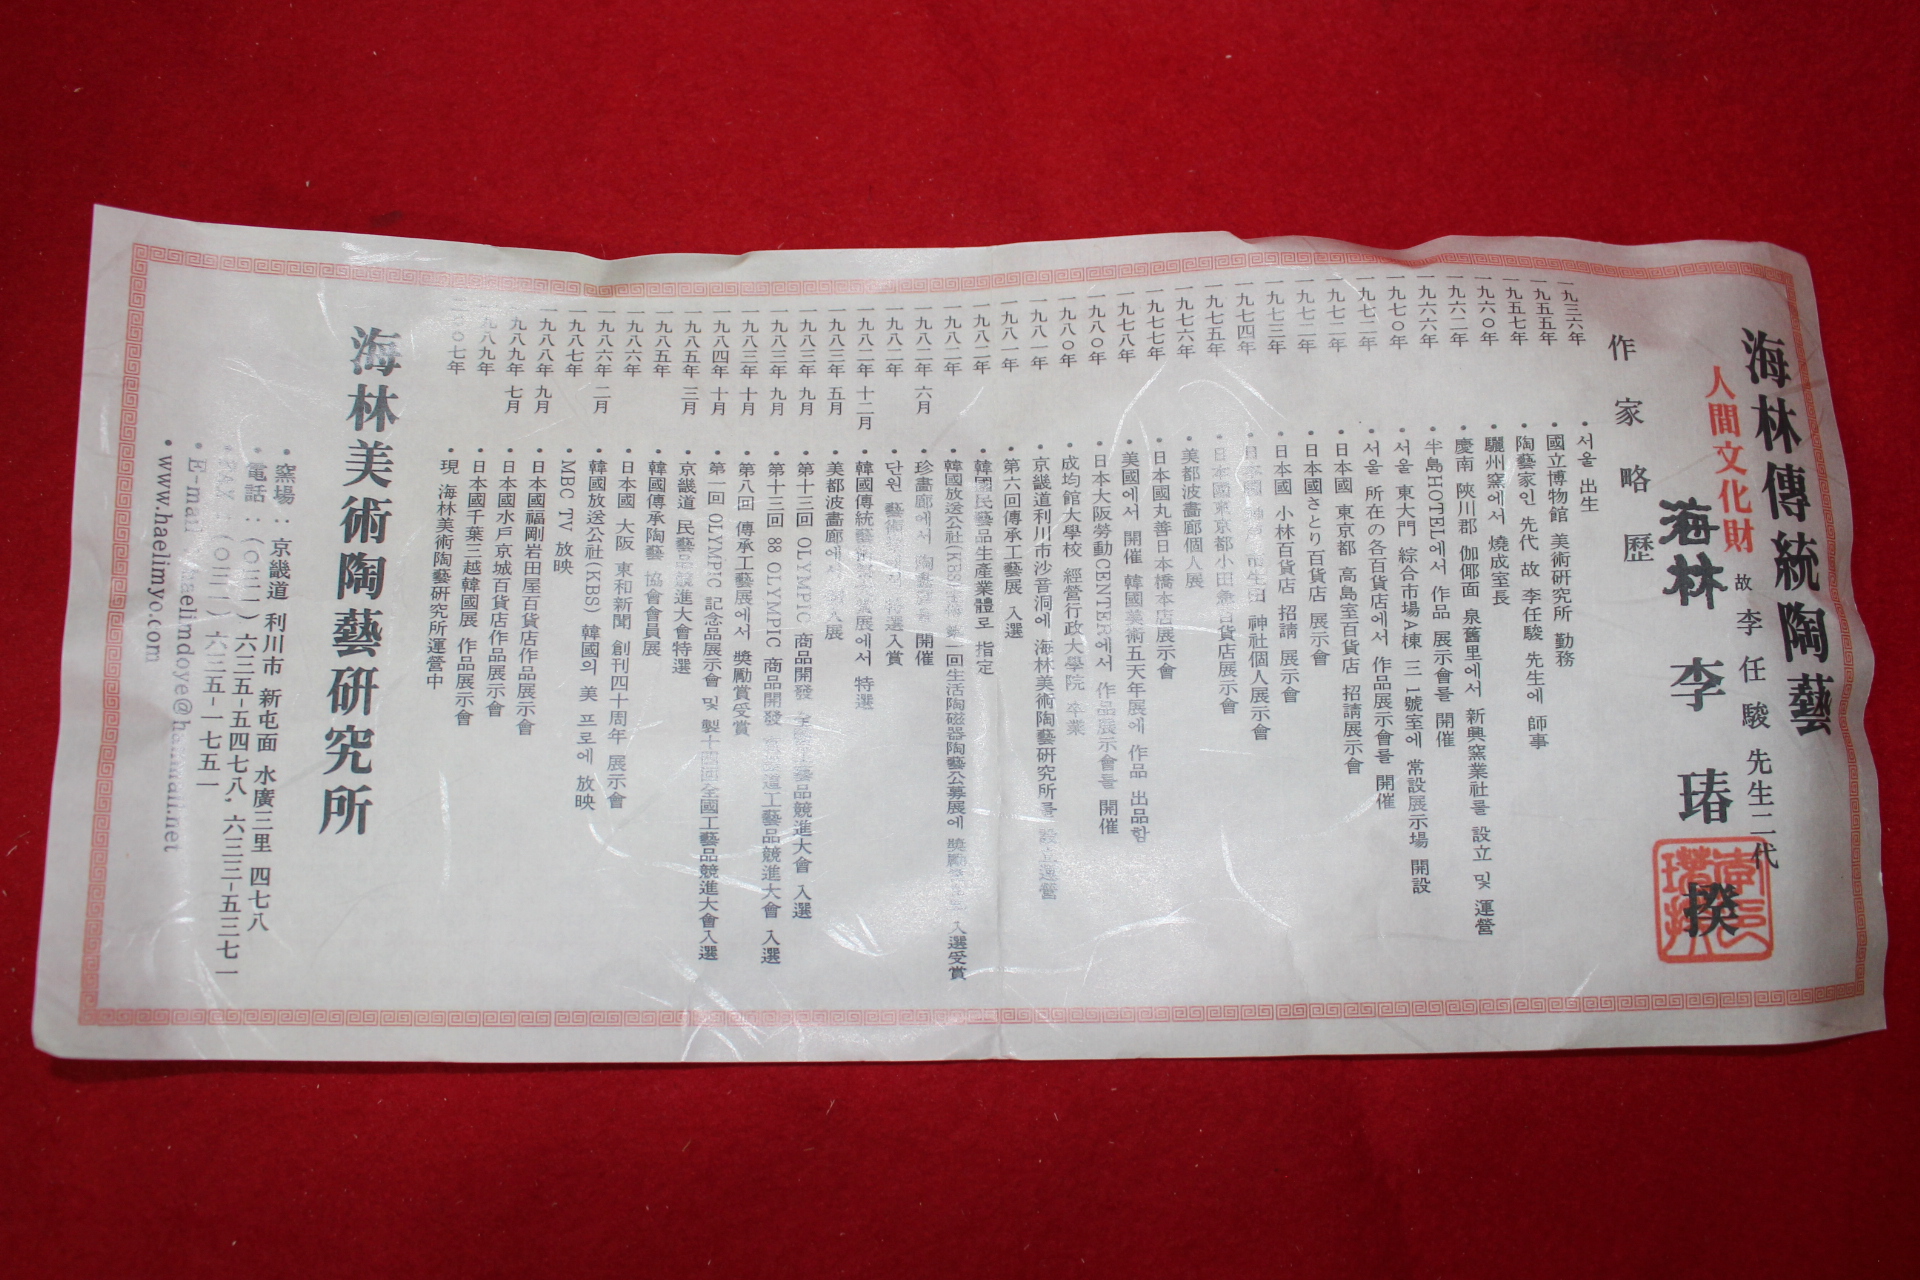 海林傳統陶藝
人間文化財
故 李任駿 先生二代
海林 李瑃揆
作家略歷
一九三六年 • 서울 出生
一九五五年 • 國立博物館 美術硏究所 勤務
一九五七年 • 陶藝家인 先代 故 李任駿 先生에 師事
一九六〇年 • 驪州窯에서 燒成室長
一九六二年 • 慶南 陜川郡 伽倻面 泉舊里에서 新興窯業社를 設立 및 運營
一九六六年 • 半島HOTEL에서 作品 展示會를 開催
一九七〇年 • 서울 東大門 綜合市場A棟 三 1號室에 常設展示場 開設
一九七二年 • 서울 所在の各百貨店에서 作品展示會를 開催
一九七二年 • 日本國 東京都 高島室百貨店 招請展示會
一九七二年 • 日本國さとり百貨店 展示會
一九七三年 • 日本國 小林百貨店 招請 展示會
一九七四年 • 神社個人展示會
一九七五年 • 日本國東京都小田急百貨店展示會
一九七六年 • 美都波畵廊個人展
一九七七年 • 日本國丸善日本橋本店展示會
一九七八年 • 美國에서 開催 韓國美術五天年展에 作品 出品함
一九八〇年 • 日本大阪勞動CENTER에서 作品展示會를 開催
一九八〇年 • 成均館大學校 經營行政大學院 卒業
一九八一年 • 京畿道利川市沙音洞에 海林美術陶藝硏究所를 設立運營
一九八一年 • 第六回傳承工藝展 入選
一九八二年 • 韓國民藝品生産業體로 指定
一九八二年 • 韓國放送公社(KBS) 第一回生活陶磁器陶藝公募展에 入選受賞
一九八二年 六月 • 珍畵廊에서 開催
一九八二年 • 단원 藝術 特選入賞
一九八二年 十二月 • 韓國傳統藝術 展에서 特選
一九八三年 五月 • 美都波畵廊에서 個人展
一九八三年 九月 • 第十三回 OLYMPIC 商品開發 工藝品競進大會 入選
一九八三年 九月 • 第十三回 88 OLYMPIC 商品開發 道工藝品競進大會 入選
一九八三年 十月 • 第八回 傳承工藝展에서 奬勵賞受賞
一九八四年 十月 • 第一回 OLYMPIC 記念品展示會 및 全國工藝品競進大會入選
一九八五年 三月 • 京畿道 民藝品競進大會特選
一九八五年 • 韓國傳承陶藝 協會會員展
一九八六年 • 日本國 大阪 東和新聞 創刊四十周年 展示會
一九八六年 二月 • 韓國放送公社(KBS) 韓國의 美 프로에 放映
一九八七年 • MBC TV 放映
一九八八年 九月 • 日本國福岡岩田屋百貨店作品展示會
一九八九年 七月 • 日本國水戶京城百貨店作品展示會
一九八九年 • 日本國千葉三越韓國展 作品展示會
二〇〇七年 • 現 海林美術陶藝硏究所運營中
海林美術陶藝硏究所
• 窯場 : 京畿道 利川市 新屯面 水廣三里 四七八
• 電話 : (〇三一) 六三五-五四七八, 六三三-五三七一
• FAX : (〇三一) 六三五-一七五一
• E-mail : haelimdoye@hanmail.net
• www.haelimyo.com